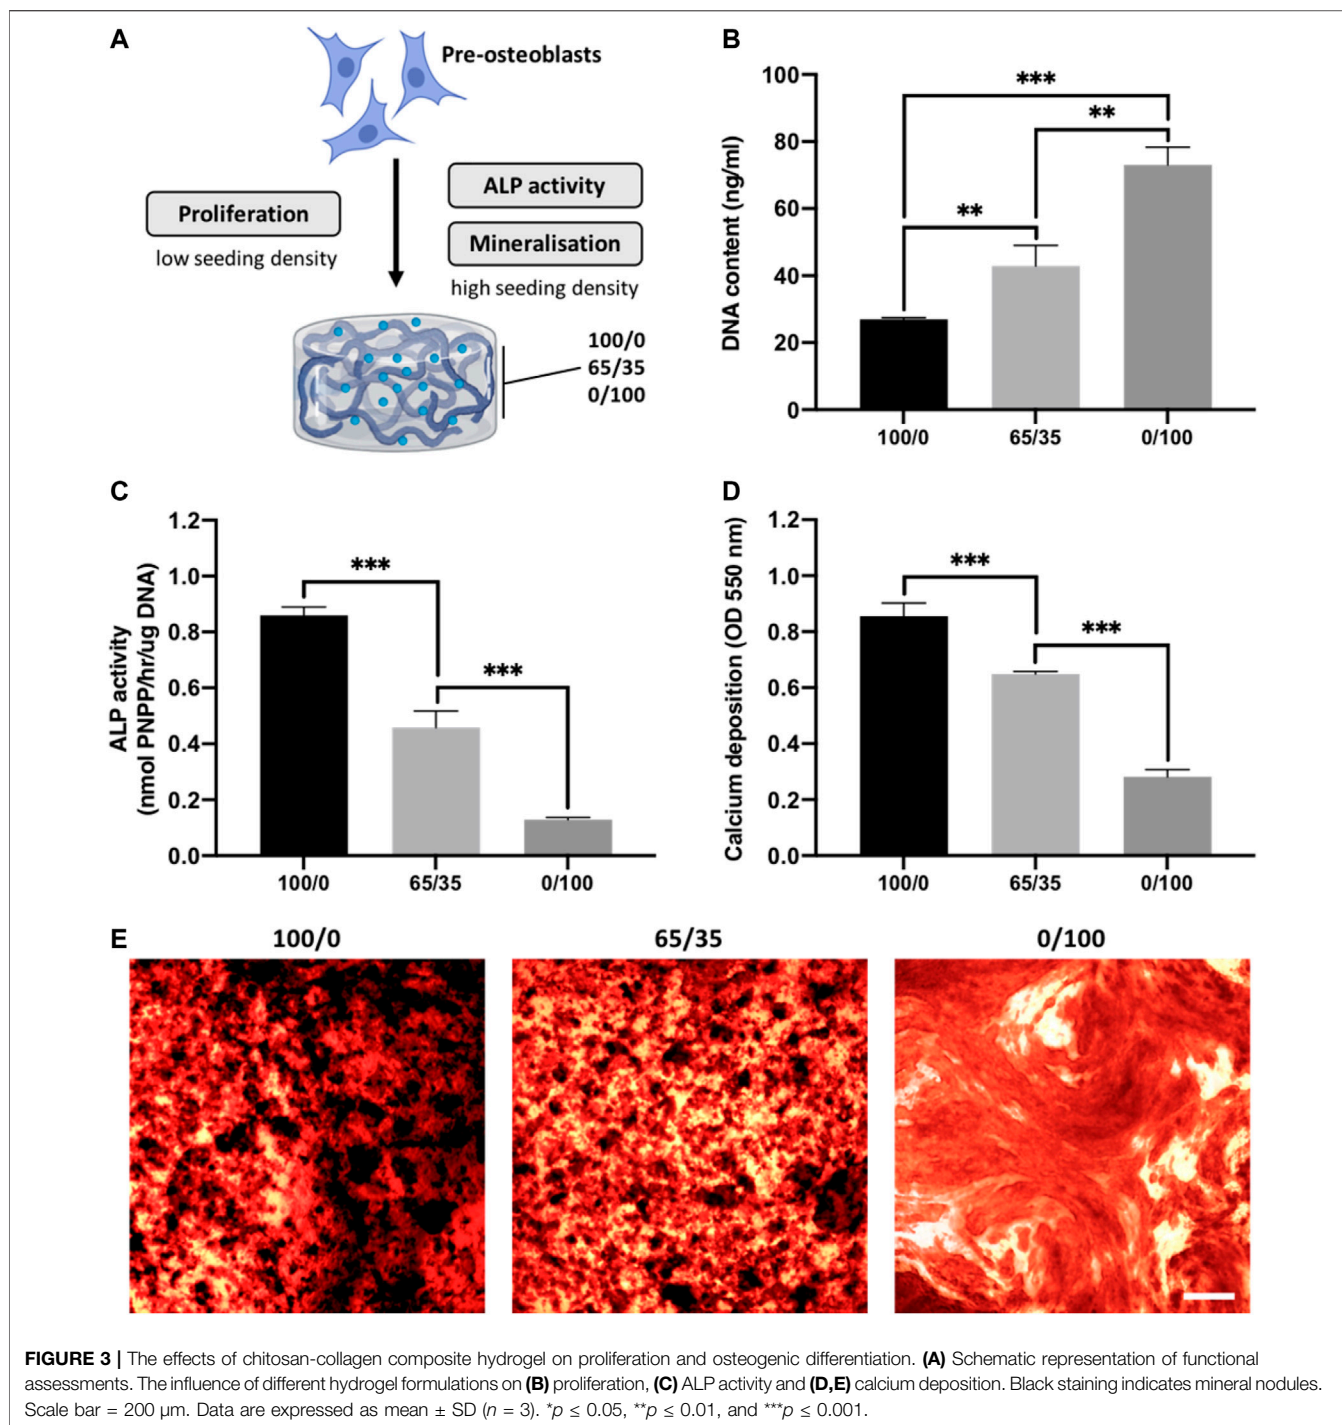 A
Pre-osteoblasts
Proliferation
low seeding density
ALP activity
Mineralisation
high seeding density
100/0
65/35
0/100
B
DNA content (ng/ml)
100
80
60
40
20
0
***
**
**
100/0 65/35 0/100
C
ALP activity
(nmol PNPP/hr/ug DNA)
1.2
1.0
0.8
0.6
0.4
0.2
0.0
***
***
100/0 65/35 0/100
D
Calcium deposition (OD 550 nm)
1.2
1.0
0.8
0.6
0.4
0.2
0.0
***
***
100/0 65/35 0/100
E
100/0 65/35 0/100
FIGURE 3 | The effects of chitosan-collagen composite hydrogel on proliferation and osteogenic differentiation. (A) Schematic representation of functional
assessments. The influence of different hydrogel formulations on (B) proliferation, (C) ALP activity and (D,E) calcium deposition. Black staining indicates mineral nodules.
Scale bar = 200 μm. Data are expressed as mean ± SD (n = 3). *p ≤ 0.05, **p ≤ 0.01, and ***p ≤ 0.001.